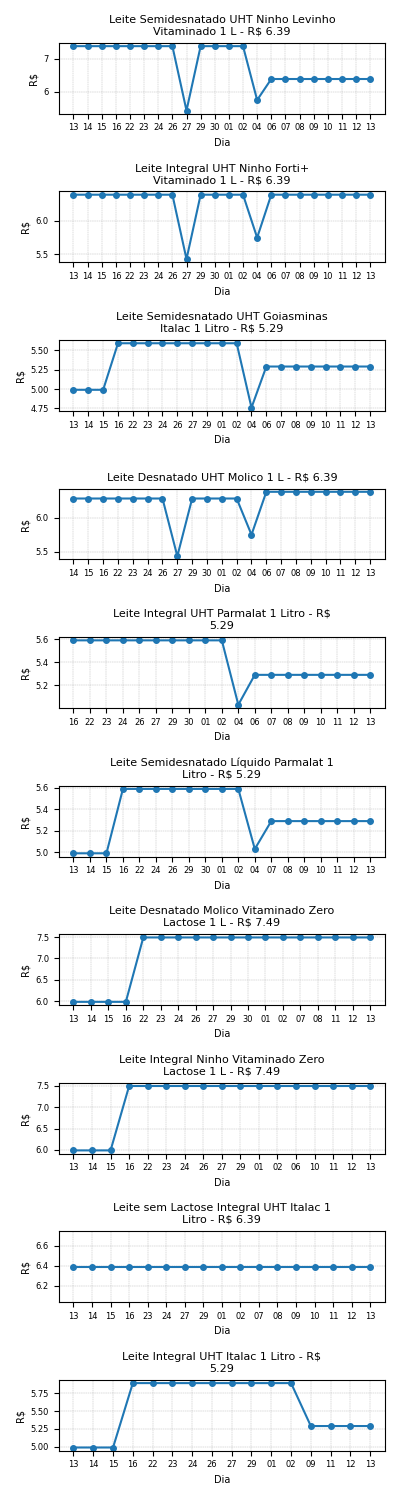 Leite Semidesnatado UHT Ninho Levinho
Vitaminado 1 L - R$ 6.39
7
6
R$
13 14 15 16 22 23 24 26 27 29 30 01 02 04 06 07 08 09 10 11 12 13
Dia
Leite Integral UHT Ninho Forti+
Vitaminado 1 L - R$ 6.39
6.0
5.5
R$
13 14 15 16 22 23 24 26 27 29 30 01 02 04 06 07 08 09 10 11 12 13
Dia
Leite Semidesnatado UHT Goiasminas
Italac 1 Litro - R$ 5.29
5.50
5.25
5.00
4.75
R$
13 14 15 16 22 23 24 26 27 29 01 02 04 06 07 08 09 10 11 12 13
Dia
Leite Desnatado UHT Molico 1 L - R$ 6.39
6.0
5.5
R$
14 15 16 22 23 24 26 27 29 30 01 02 04 06 07 08 09 10 11 12 13
Dia
Leite Integral UHT Parmalat 1 Litro - R$
5.29
5.6
5.4
5.2
R$
16 22 23 24 26 27 29 30 01 02 04 06 07 08 09 10 11 12 13
Dia
Leite Semidesnatado Líquido Parmalat 1
Litro - R$ 5.29
5.6
5.4
5.2
5.0
R$
13 14 15 16 22 23 24 26 29 30 01 02 04 07 08 09 10 11 12 13
Dia
Leite Desnatado Molico Vitaminado Zero
Lactose 1 L - R$ 7.49
7.5
7.0
6.5
6.0
R$
13 14 15 16 22 23 24 26 27 29 30 01 02 07 08 11 12 13
Dia
Leite Integral Ninho Vitaminado Zero
Lactose 1 L - R$ 7.49
7.5
7.0
6.5
6.0
R$
13 14 15 16 22 23 24 26 27 29 01 02 06 10 11 12 13
Dia
Leite sem Lactose Integral UHT Italac 1
Litro - R$ 6.39
6.6
6.4
6.2
R$
13 14 15 16 23 24 27 29 01 02 07 08 09 10 11 12 13
Dia
Leite Integral UHT Italac 1 Litro - R$
5.29
5.75
5.50
5.25
5.00
R$
13 14 15 16 22 23 24 26 27 29 01 02 09 11 12 13
Dia